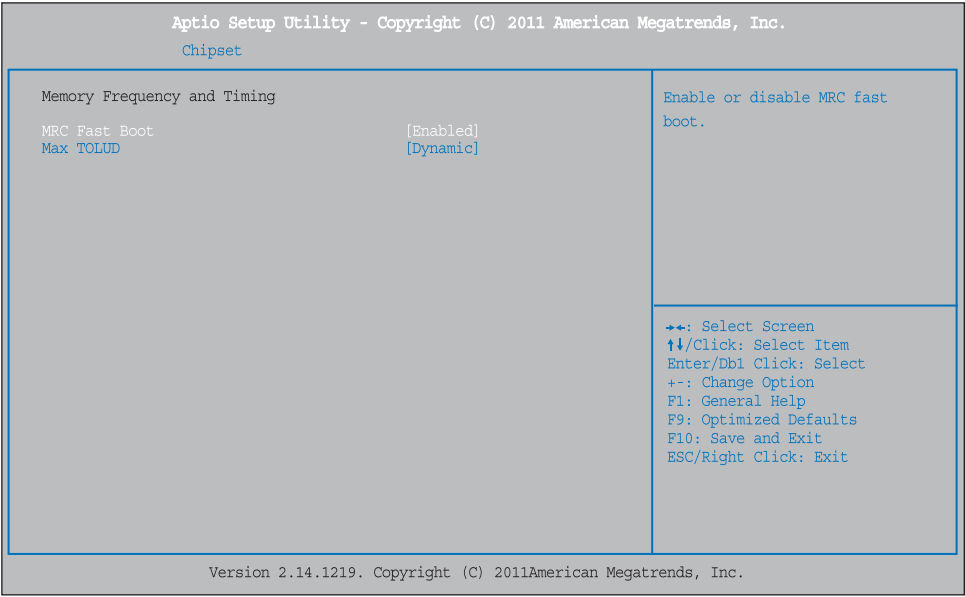 Aptio Setup Utility - Copyright (C) 2011 American Megatrends, Inc.
Chipset
Memory Frequency and Timing
MRC Fast Boot [Enabled]
Max TOLUD [Dynamic]
Enable or disable MRC fast
boot.
→←: Select Screen
↑↓/Click: Select Item
Enter/Db1 Click: Select
+-: Change Option
F1: General Help
F9: Optimized Defaults
F10: Save and Exit
ESC/Right Click: Exit
Version 2.14.1219. Copyright (C) 2011American Megatrends, Inc.